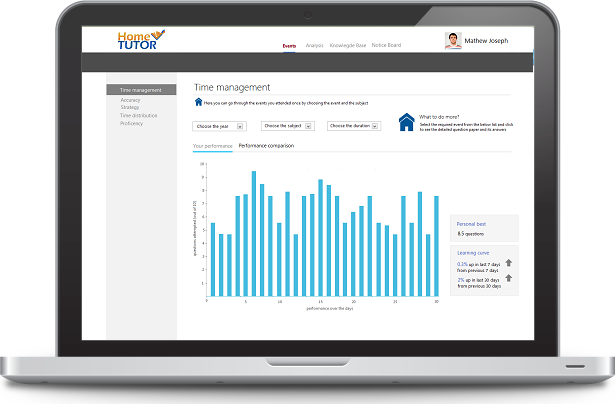 Home
TUTOR
Events Analysis Knowlegde Base Notice Board
Mathew Joseph
Time management
Accuracy
Strategy
Time distribution
Proficency
Time management
Here you can go through the events you attended once by choosing the event and the subject
Choose the year
Choose the subject
Choose the duration
What to do more?
Select the required event from the below list and click
to see the detailed question paper and its answers
Your performance Performance comparison
questions attempted (out of 10)
10
9
8
7
6
5
4
3
2
1
0 5 10 15 20 25 30
performance over the days
Personal best
8.5 questions
Learning curve
0.3% up in last 7 days
from previous 7 days
2% up in last 30 days
from previous 30 days